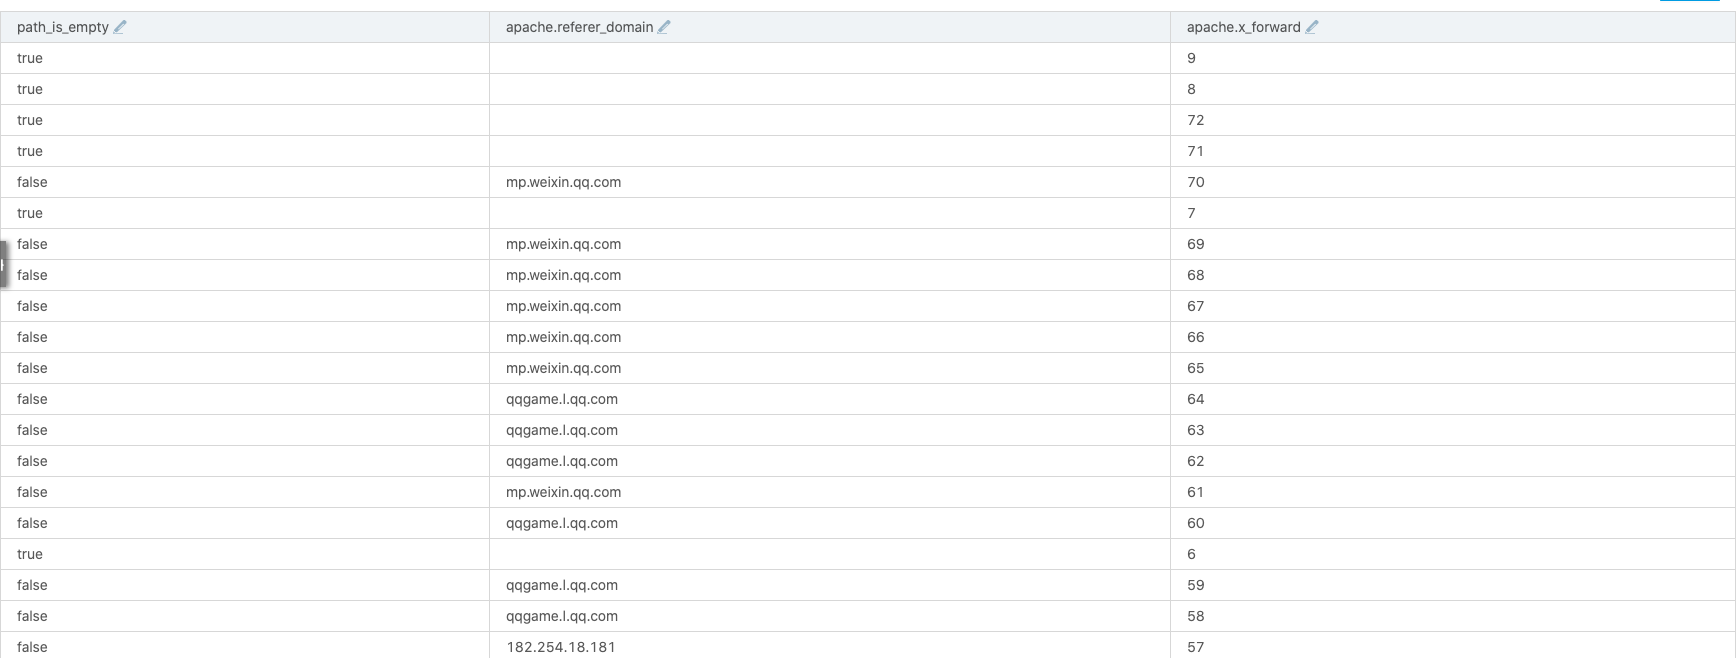 path_is_empty apache.referer_domain apache.x_forward
true 9
true 8
true 72
true 71
false mp.weixin.qq.com 70
true 7
false mp.weixin.qq.com 69
false mp.weixin.qq.com 68
false mp.weixin.qq.com 67
false mp.weixin.qq.com 66
false mp.weixin.qq.com 65
false qqgame.l.qq.com 64
false qqgame.l.qq.com 63
false qqgame.l.qq.com 62
false mp.weixin.qq.com 61
false qqgame.l.qq.com 60
true 6
false qqgame.l.qq.com 59
false qqgame.l.qq.com 58
false 182.254.18.181 57